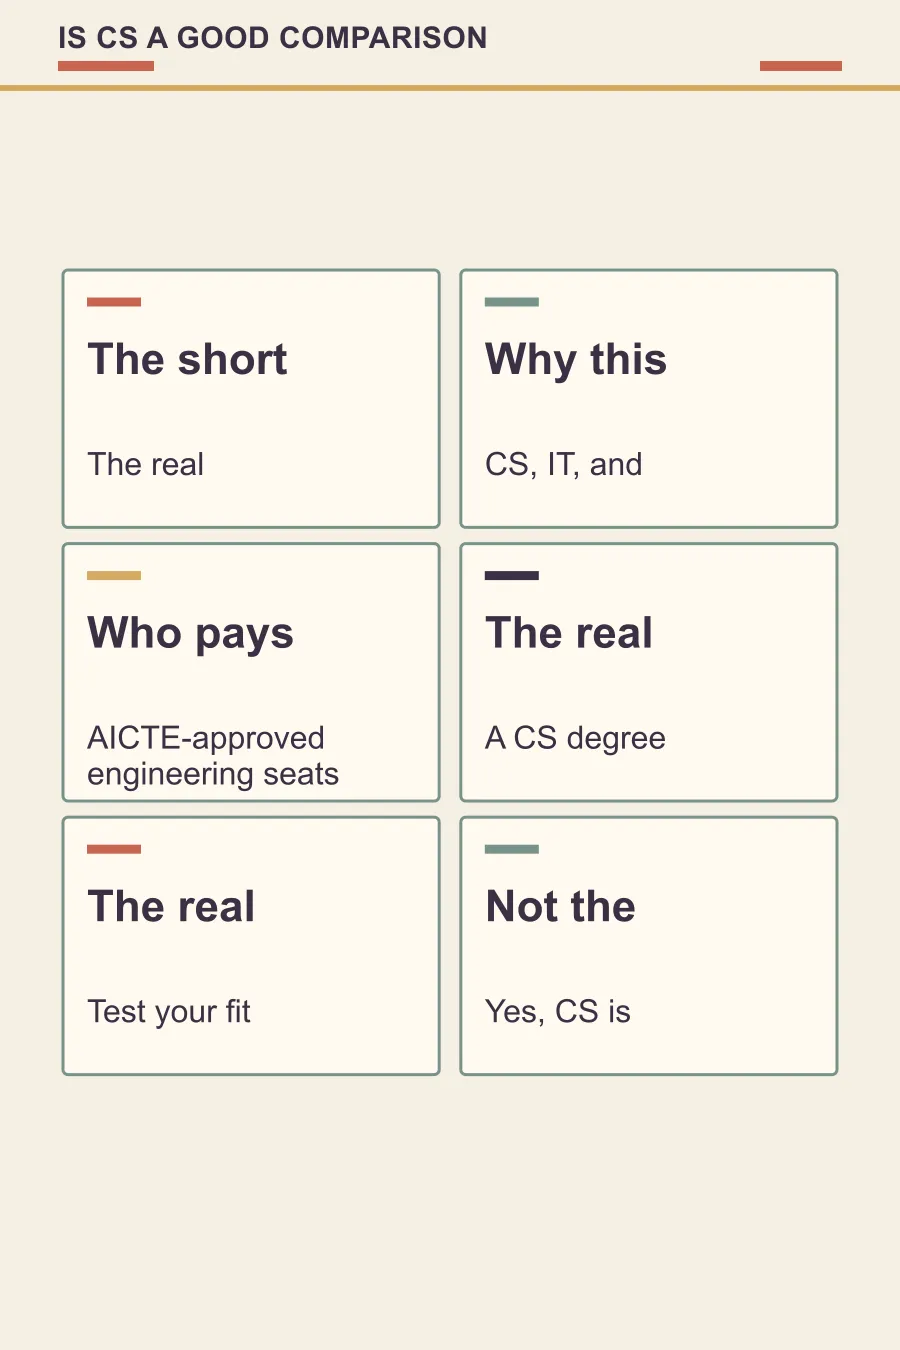 IS CS A GOOD COMPARISON
The short
The real
Why this
CS, IT, and
Who pays
AICTE-approved
engineering seats
The real
A CS degree
The real
Test your fit
Not the
Yes, CS is